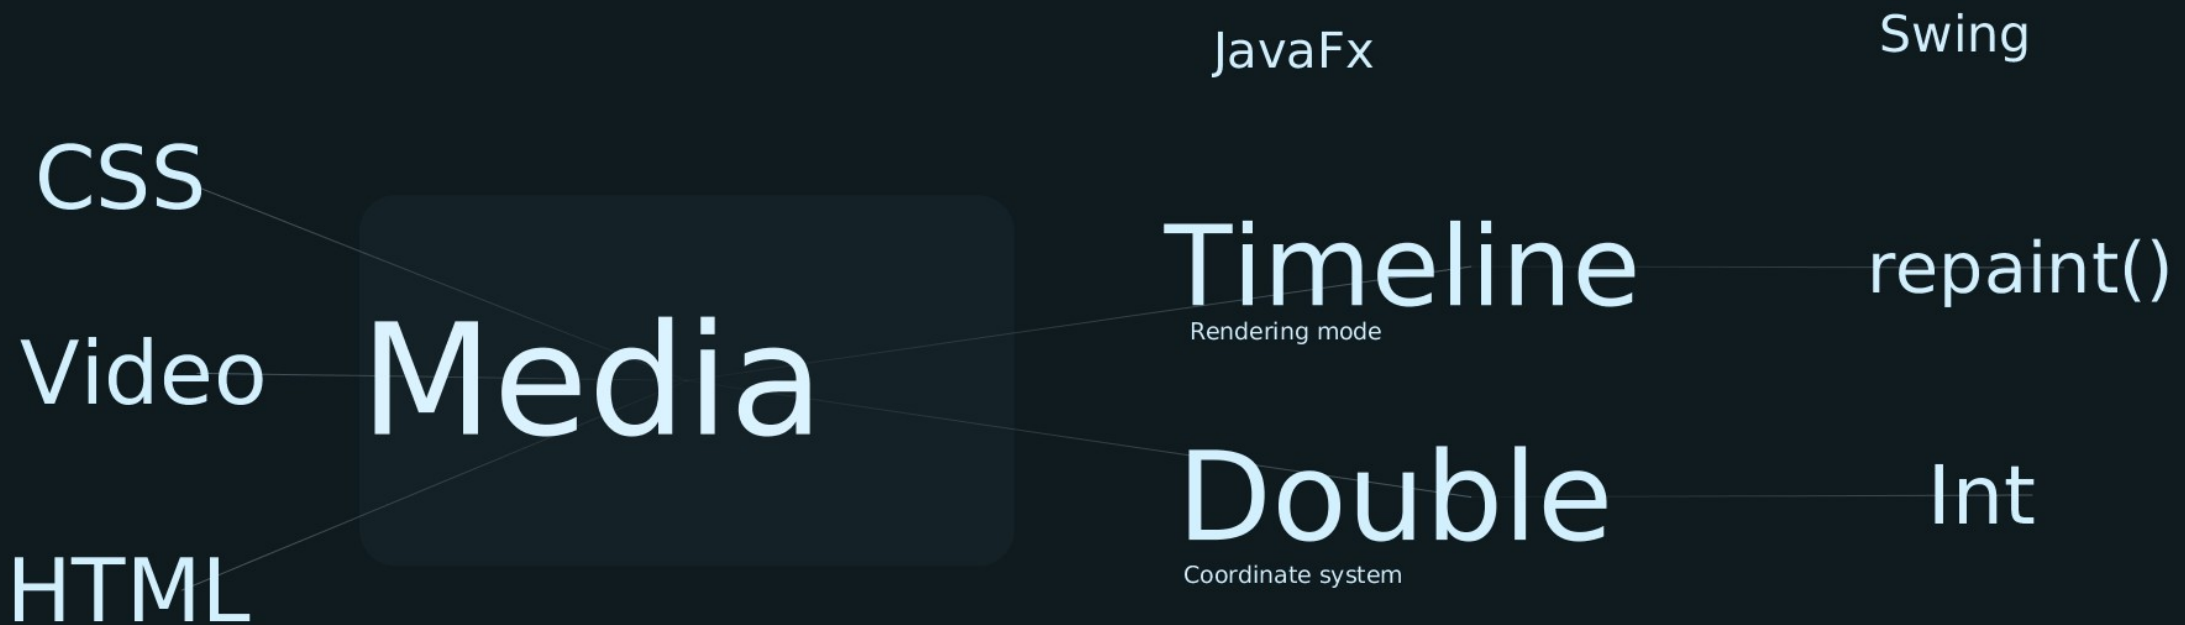 JavaFx
Swing
CSS
Timeline
repaint()
Rendering mode
Video
Media
Double
Int
Coordinate system
HTML